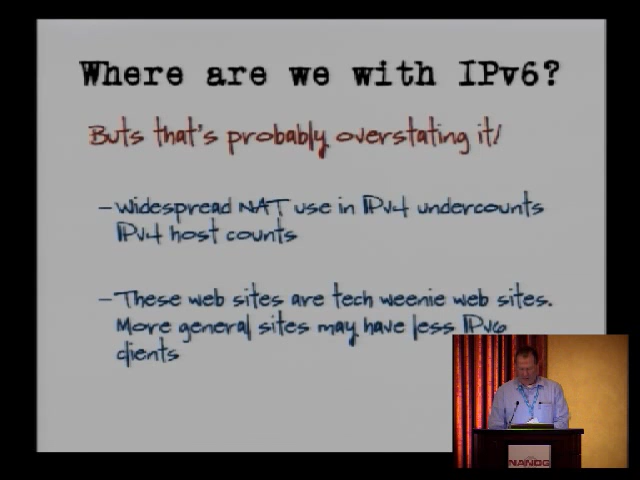 Where are we with IPv6?
Buts that's probably overstating it!
–Widespread NAT use in IPv4 undercounts
IPv4 host counts
–These web sites are tech weenie web sites.
More general sites may have less IPv6
clients
NANOG